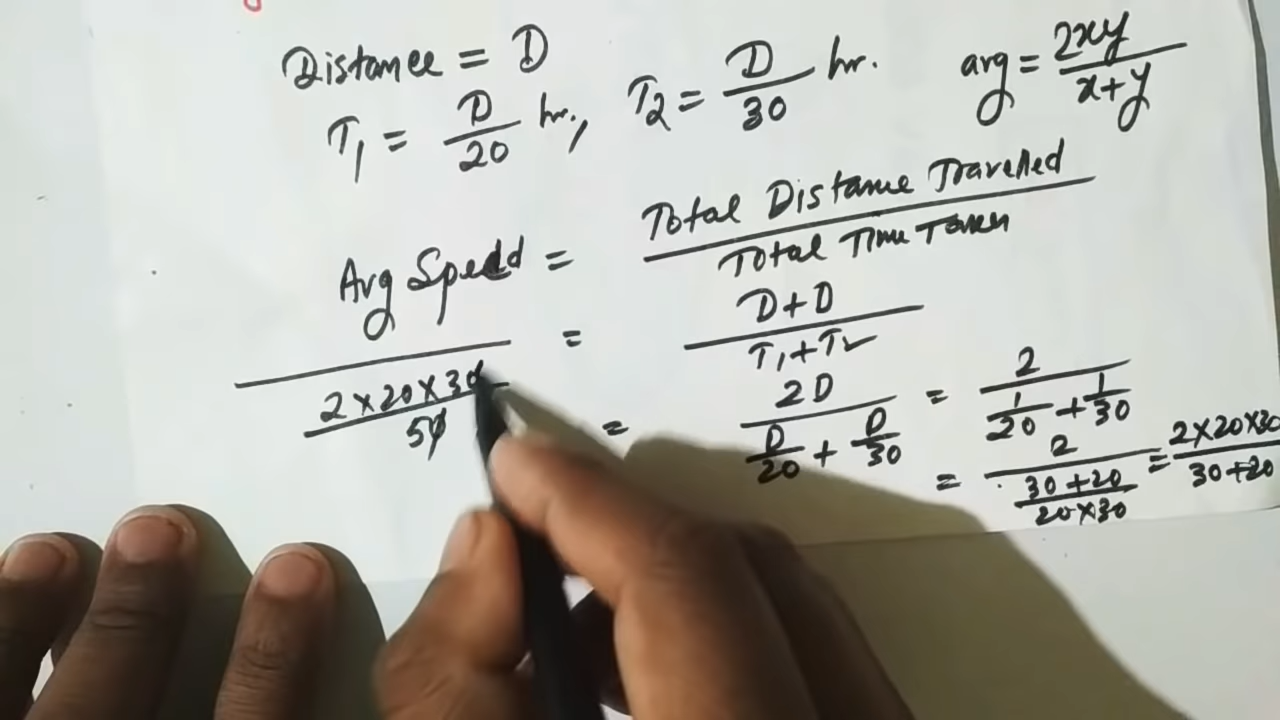 Distance = D
T₁ = D/20 hr., T₂ = D/30 hr. avg = 2xy/x+y
Avg Speed = Total Distance Travelled/Total Time Taken
= D+D/T₁+T₂
= 2D/(D/20 + D/30) = 2/(1/20 + 1/30)
= 2/((30+20)/(20×30)) = 2×20×30/30+20
2×20×30/50